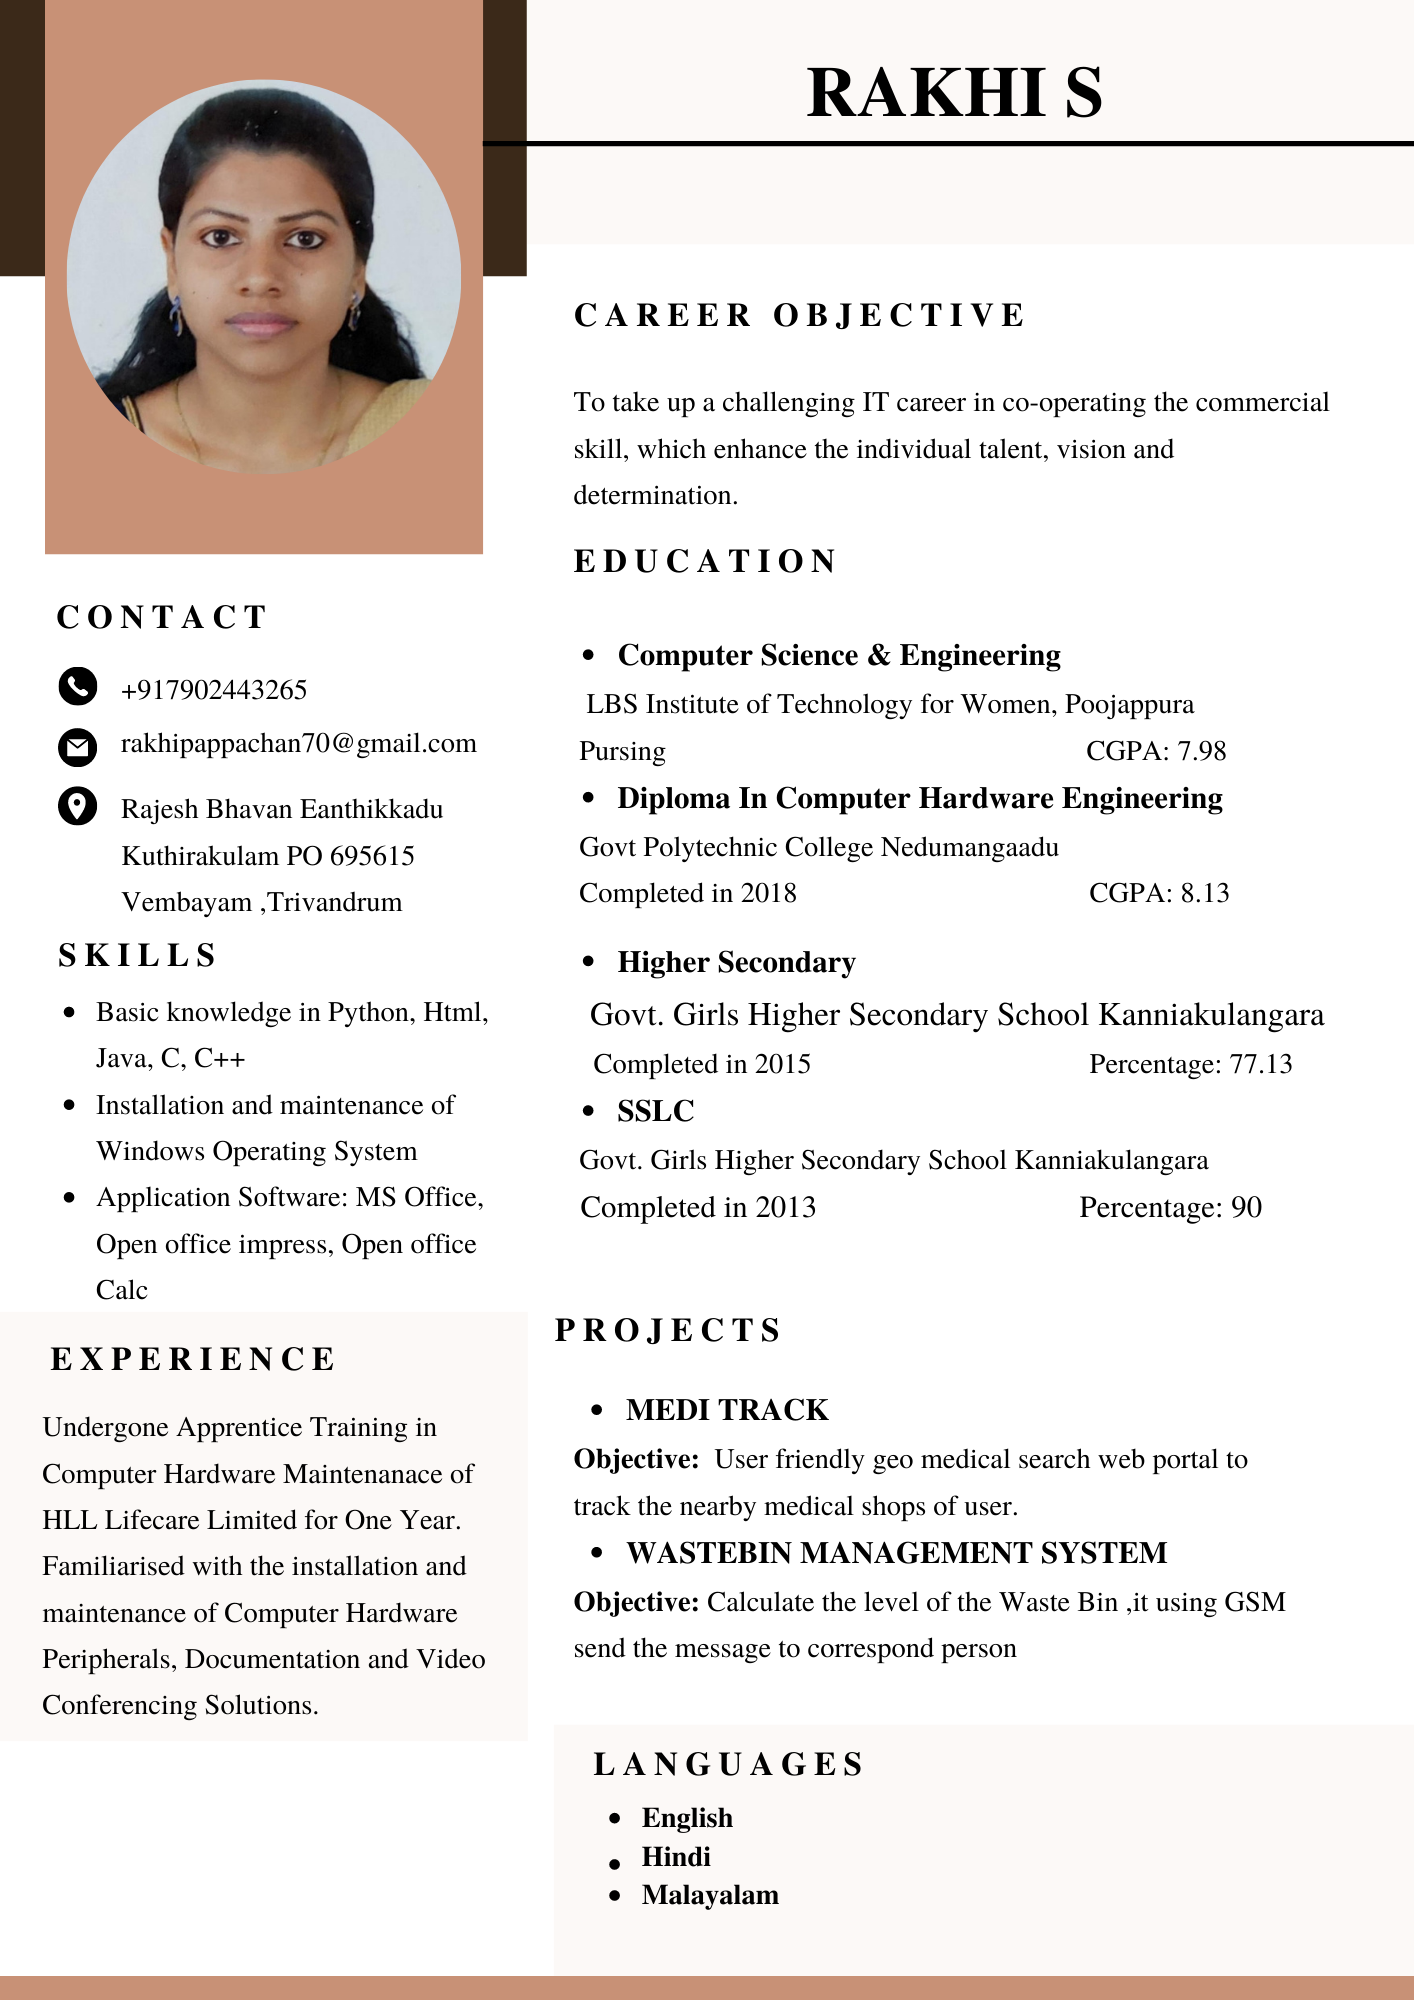 RAKHI S
CONTACT
+917902443265
rakhipappachan70@gmail.com
Rajesh Bhavan Eanthikkadu
Kuthirakulam PO 695615
Vembayam ,Trivandrum
SKILLS
• Basic knowledge in Python, Html,
Java, C, C++
• Installation and maintenance of
Windows Operating System
• Application Software: MS Office,
Open office impress, Open office
Calc
EXPERIENCE
Undergone Apprentice Training in
Computer Hardware Maintenanace of
HLL Lifecare Limited for One Year.
Familiarised with the installation and
maintenance of Computer Hardware
Peripherals, Documentation and Video
Conferencing Solutions.
CAREER OBJECTIVE
To take up a challenging IT career in co-operating the commercial
skill, which enhance the individual talent, vision and
determination.
EDUCATION
• Computer Science & Engineering
LBS Institute of Technology for Women, Poojappura
Pursing CGPA: 7.98
• Diploma In Computer Hardware Engineering
Govt Polytechnic College Nedumangaadu
Completed in 2018 CGPA: 8.13
• Higher Secondary
Govt. Girls Higher Secondary School Kanniakulangara
Completed in 2015 Percentage: 77.13
• SSLC
Govt. Girls Higher Secondary School Kanniakulangara
Completed in 2013 Percentage: 90
PROJECTS
• MEDI TRACK
Objective: User friendly geo medical search web portal to
track the nearby medical shops of user.
• WASTEBIN MANAGEMENT SYSTEM
Objective: Calculate the level of the Waste Bin ,it using GSM
send the message to correspond person
LANGUAGES
• English
• Hindi
• Malayalam